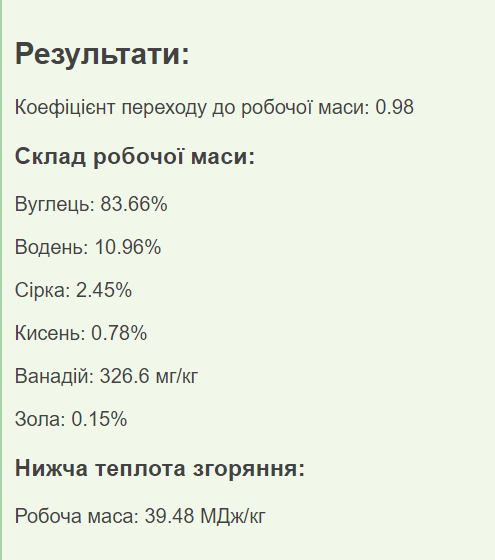 Результати:
Коефіцієнт переходу до робочої маси: 0.98
Склад робочої маси:
Вуглець: 83.66%
Водень: 10.96%
Сірка: 2.45%
Кисень: 0.78%
Ванадій: 326.6 мг/кг
Зола: 0.15%
Нижча теплота згоряння:
Робоча маса: 39.48 МДж/кг